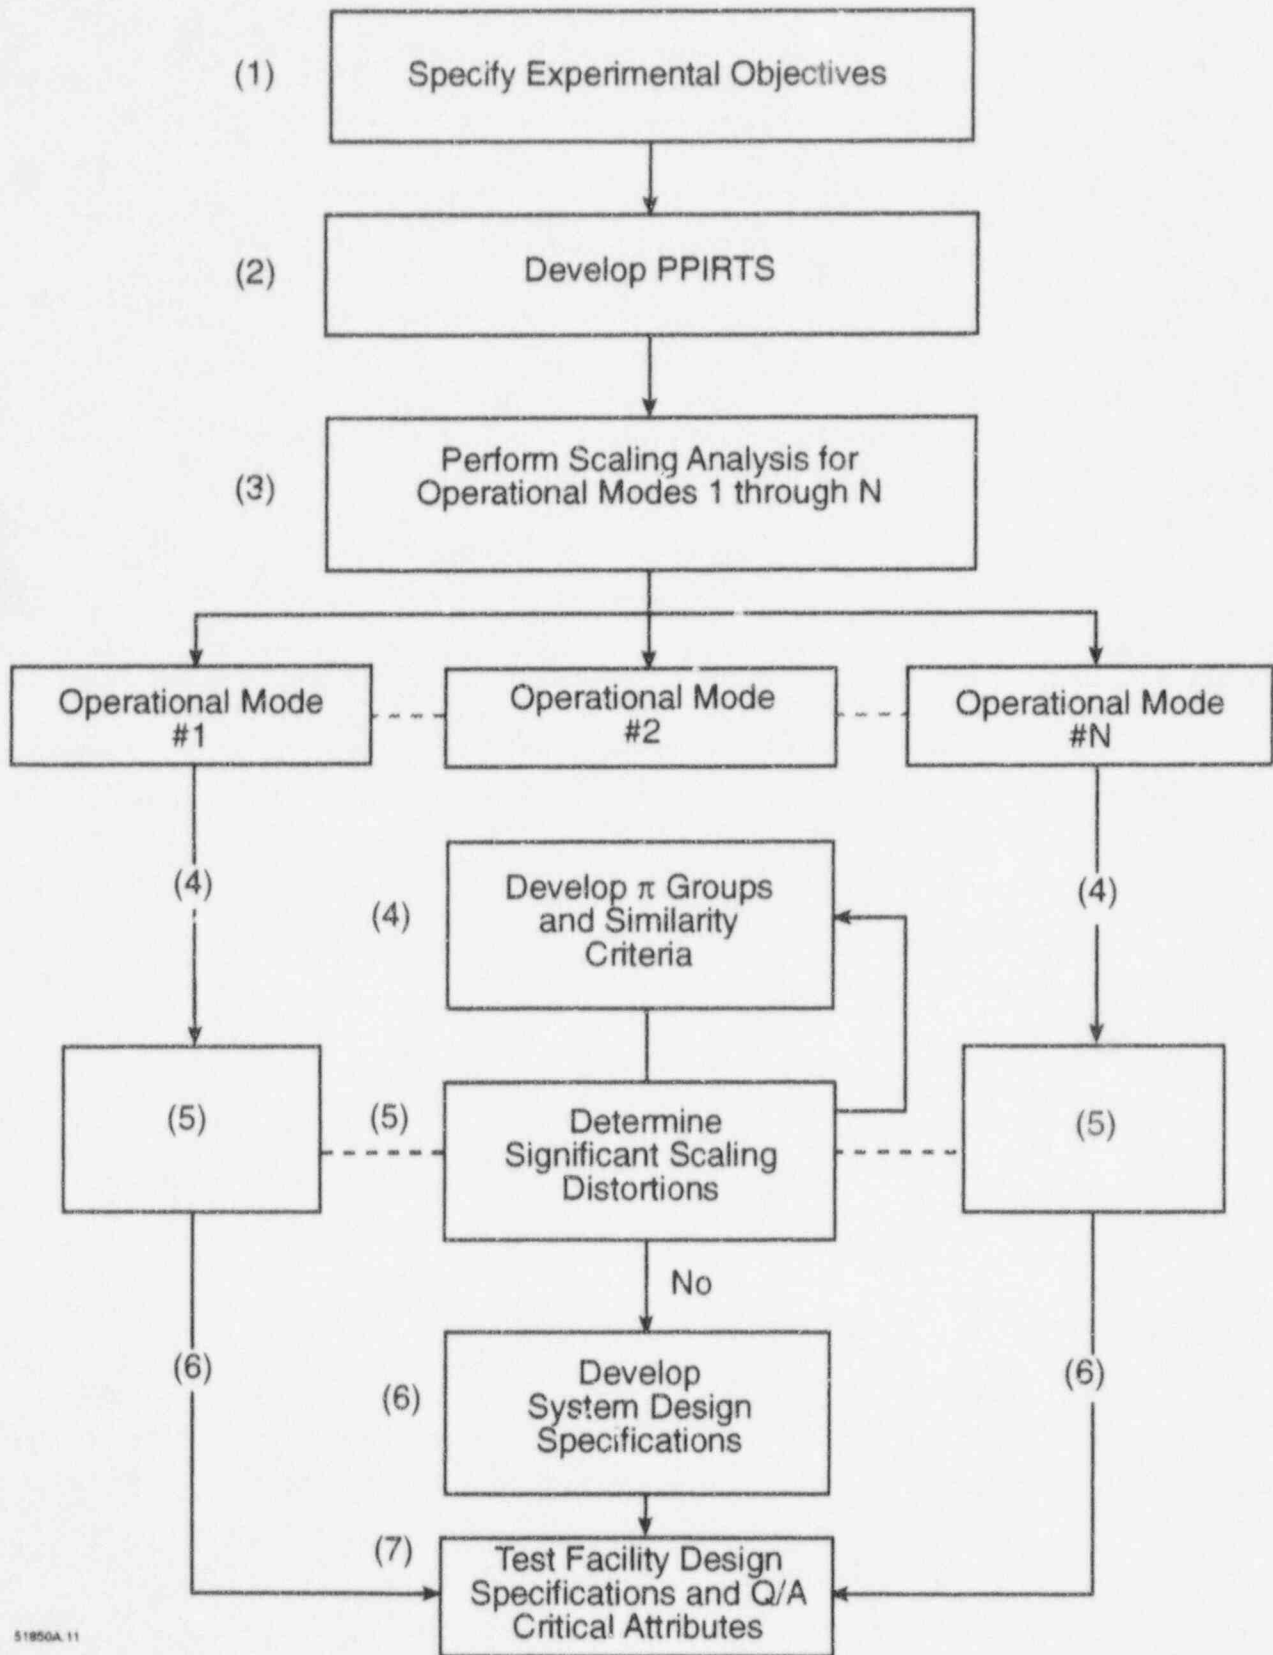 (1)
Specify Experimental Objectives
(2)
Develop PPIRTS
(3)
Perform Scaling Analysis for
Operational Modes 1 through N
Operational Mode
#1
Operational Mode
#2
Operational Mode
#N
(4)
(4)
Develop π Groups
and Similarity
Criteria
(4)
(5)
(5)
Determine
Significant Scaling
Distortions
(5)
No
(6)
(6)
Develop
System Design
Specifications
(6)
(7)
Test Facility Design
Specifications and Q/A
Critical Attributes
51850A.11